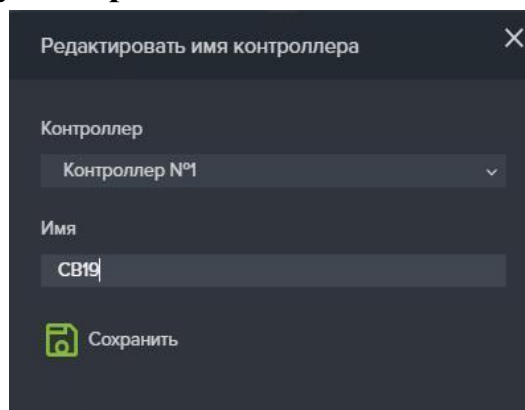 Редактировать имя контроллера
Контроллер
Контроллер №1
Имя
CB19
Сохранить